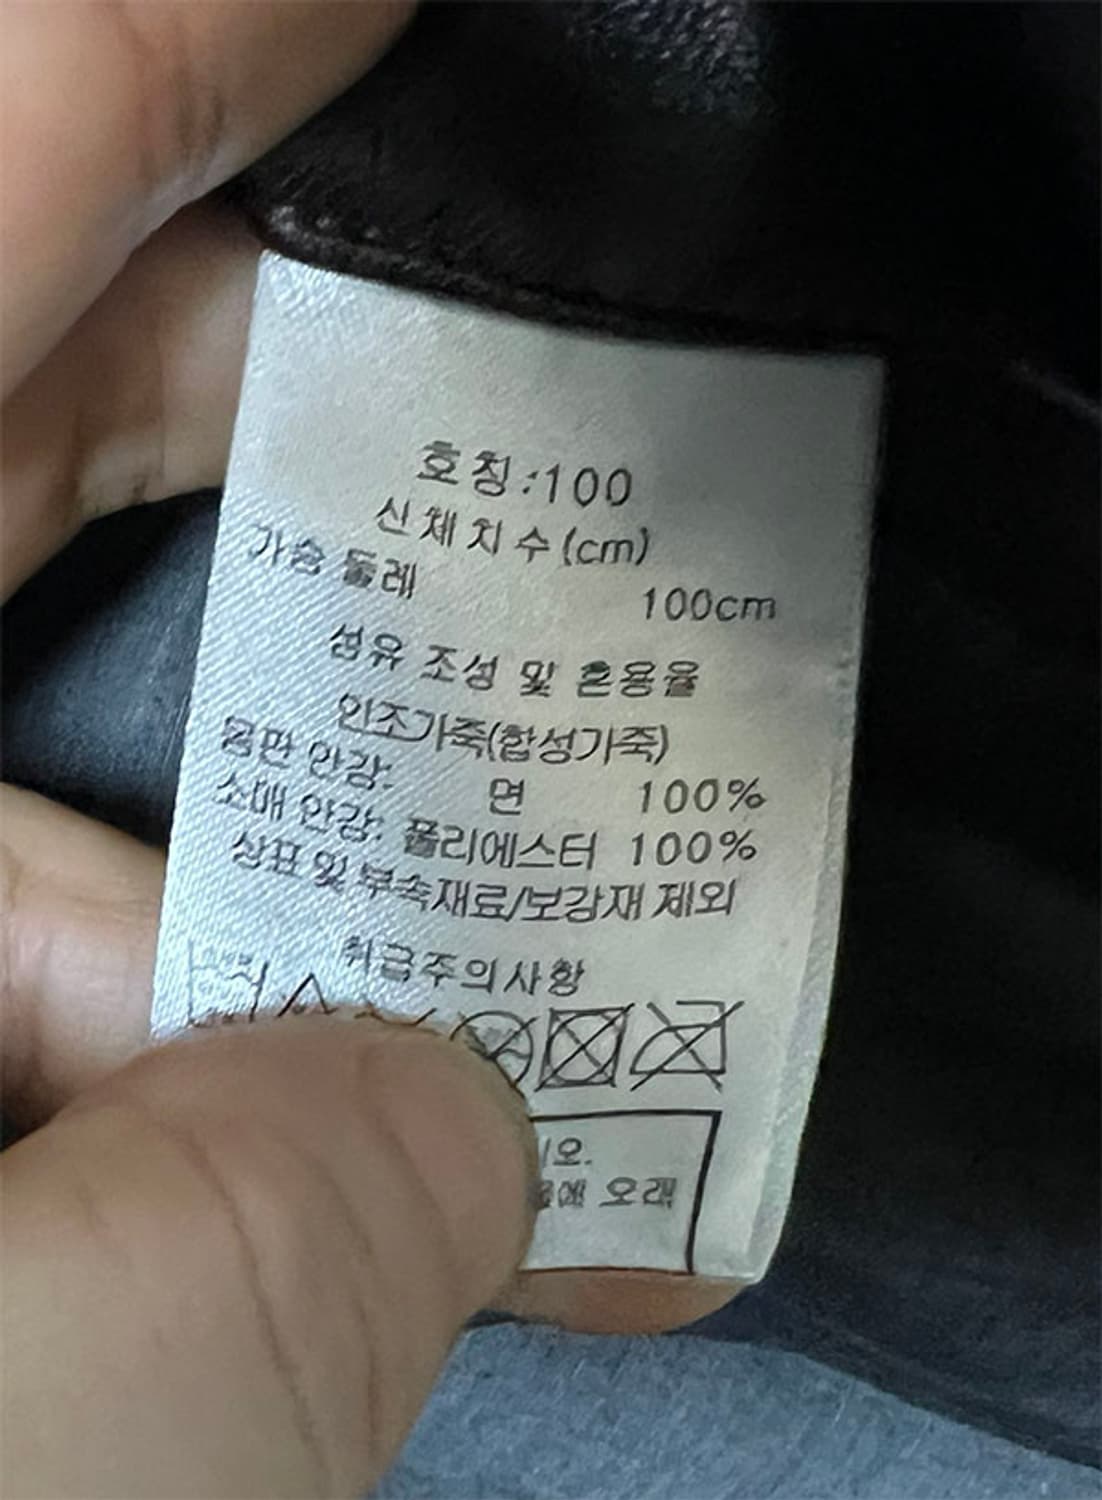 호칭:100
신체치수(cm)
가슴 둘레 100cm
섬유 조성 및 혼용율
인조가죽(합성가죽)
몸판 안감: 면 100%
소매 안감: 폴리에스터 100%
상표 및 부속재료/보강재 제외
취급주의사항
오.
오래